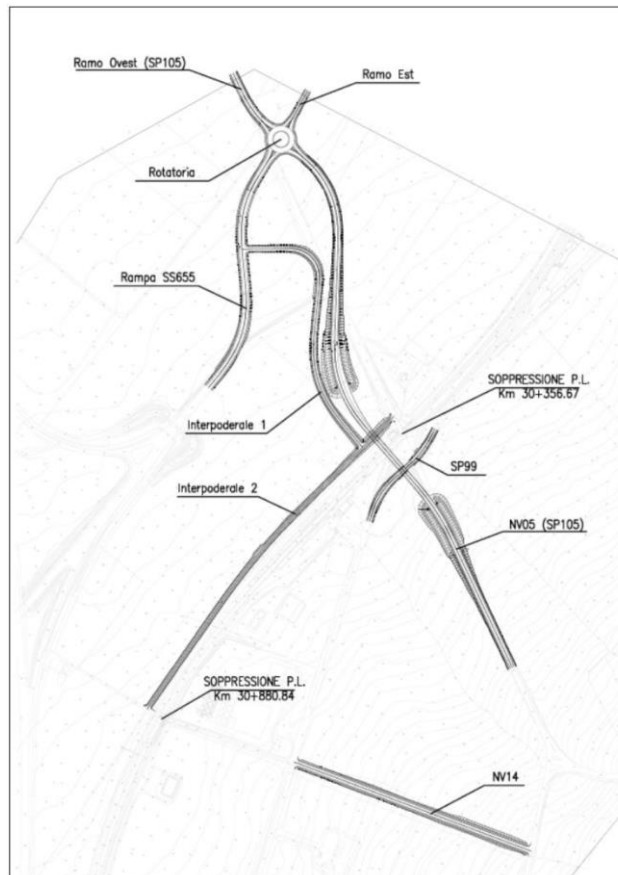 Ramo Ovest (SP105)
Ramo Est
Rotatoria
Rampa SS655
SOPPRESSIONE P.L.
Km 30+356.67
Interpoderale 1
SP99
Interpoderale 2
NV05 (SP105)
SOPPRESSIONE P.L.
Km 30+880.84
NV14